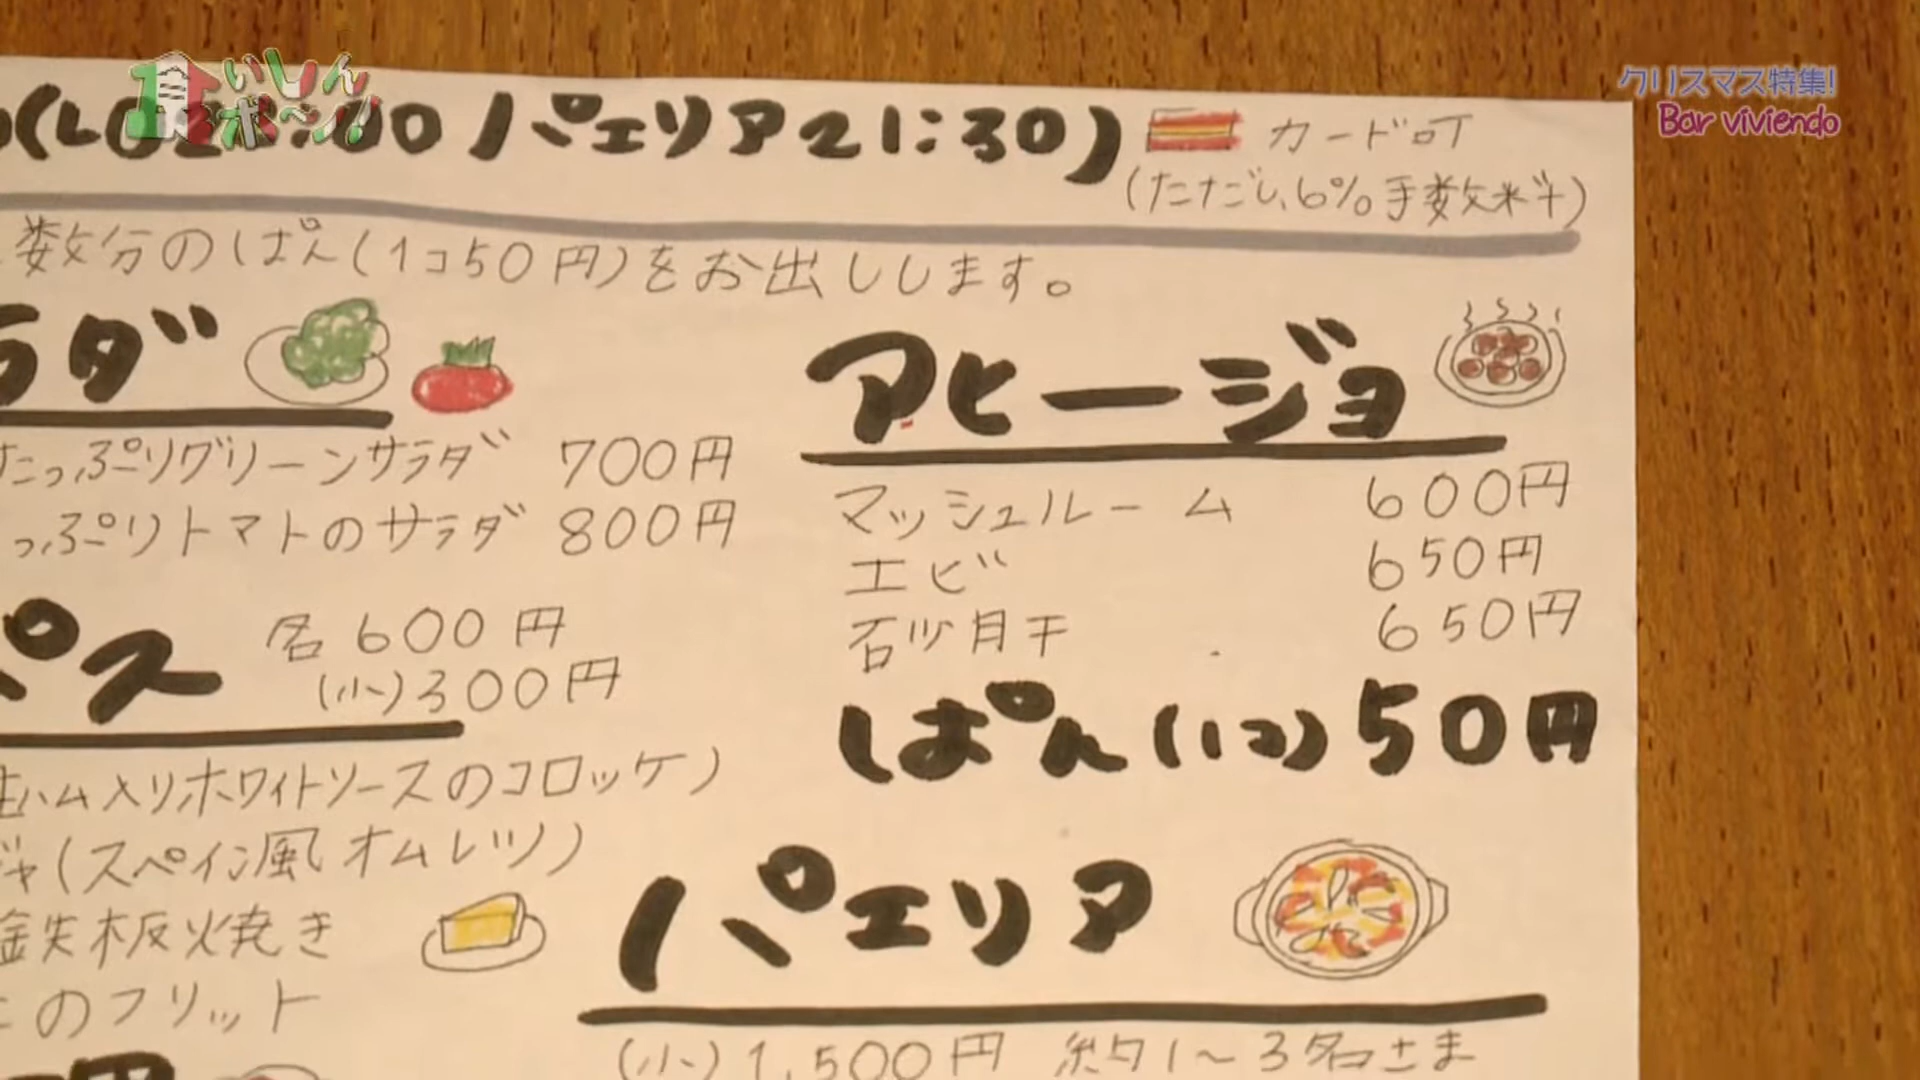 食いしんボ〜ン!
クリスマス特集!
Bar viviendo
パエリア21:30)
カード可
(ただし、6%手数料)
数分のぱん(1コ50円)をお出しします。
ラダ
たっぷりグリーンサラダ 700円
っぷりトマトのサラダ 800円
アヒージョ
マッシュルーム 600円
エビ 650円
砂肝 650円
ぱん(1コ)50円
パス 各600円
(小)300円
生ハム入りホワイトソースのコロッケ)
ジャ(スペイン風オムレツ)
鉄板焼き
このフリット
パエリア
(小)1,500円 約1〜3名さま